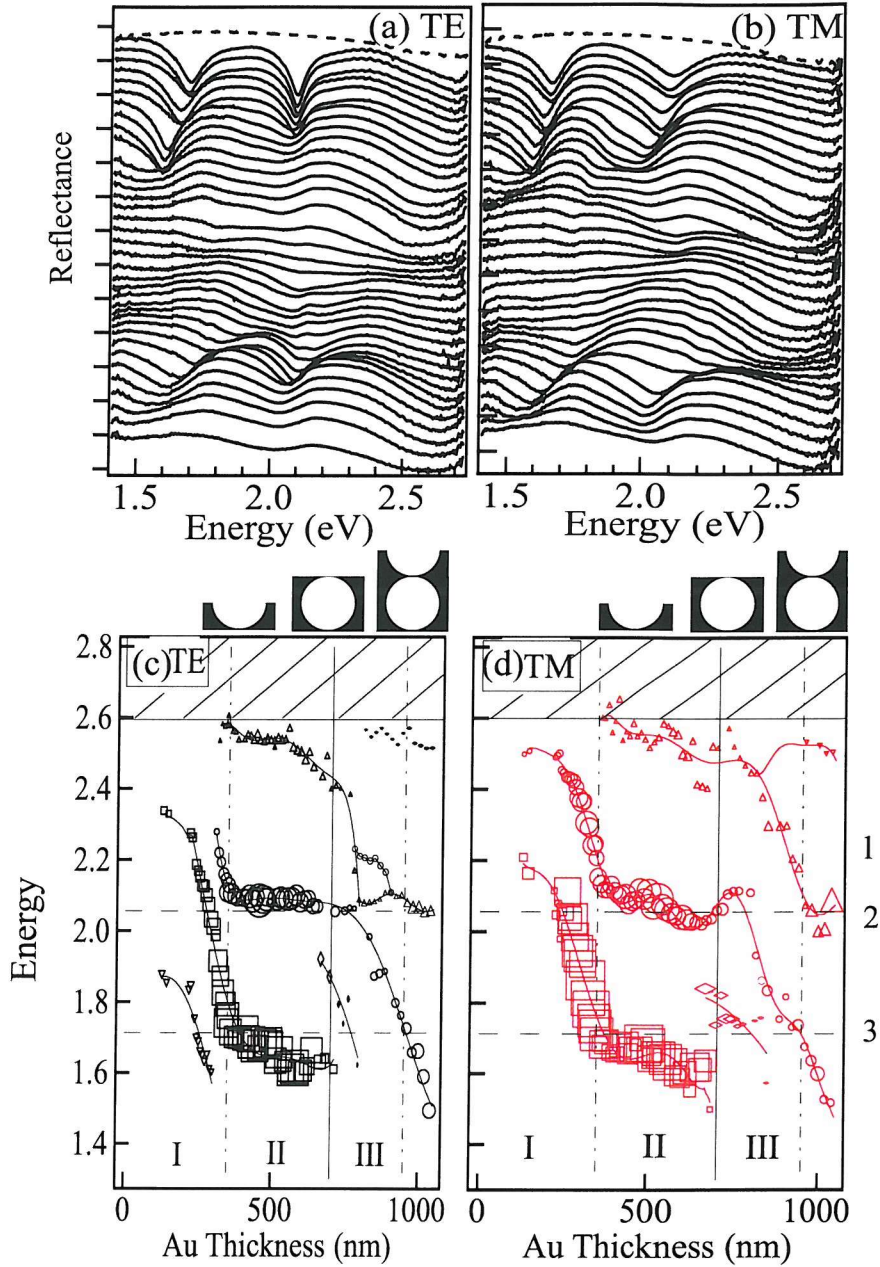 (a) TE
(b) TM
Reflectance
1.5 2.0 2.5
1.5 2.0 2.5
Energy (eV)
Energy (eV)
2.8
2.6
2.4
2.2
2.0
1.8
1.6
1.4
Energy
(c) TE
(d) TM
1
2
3
I II III
I II III
0 500 1000
0 500 1000
Au Thickness (nm)
Au Thickness (nm)